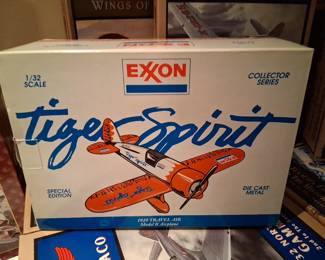 WINGS OF
EXXON
1/32
SCALE
COLLECTOR
SERIES
Tiger Spirit
SPECIAL
EDITION
DIE CAST
METAL
1929 TRAVEL AIR
Model R Airplane